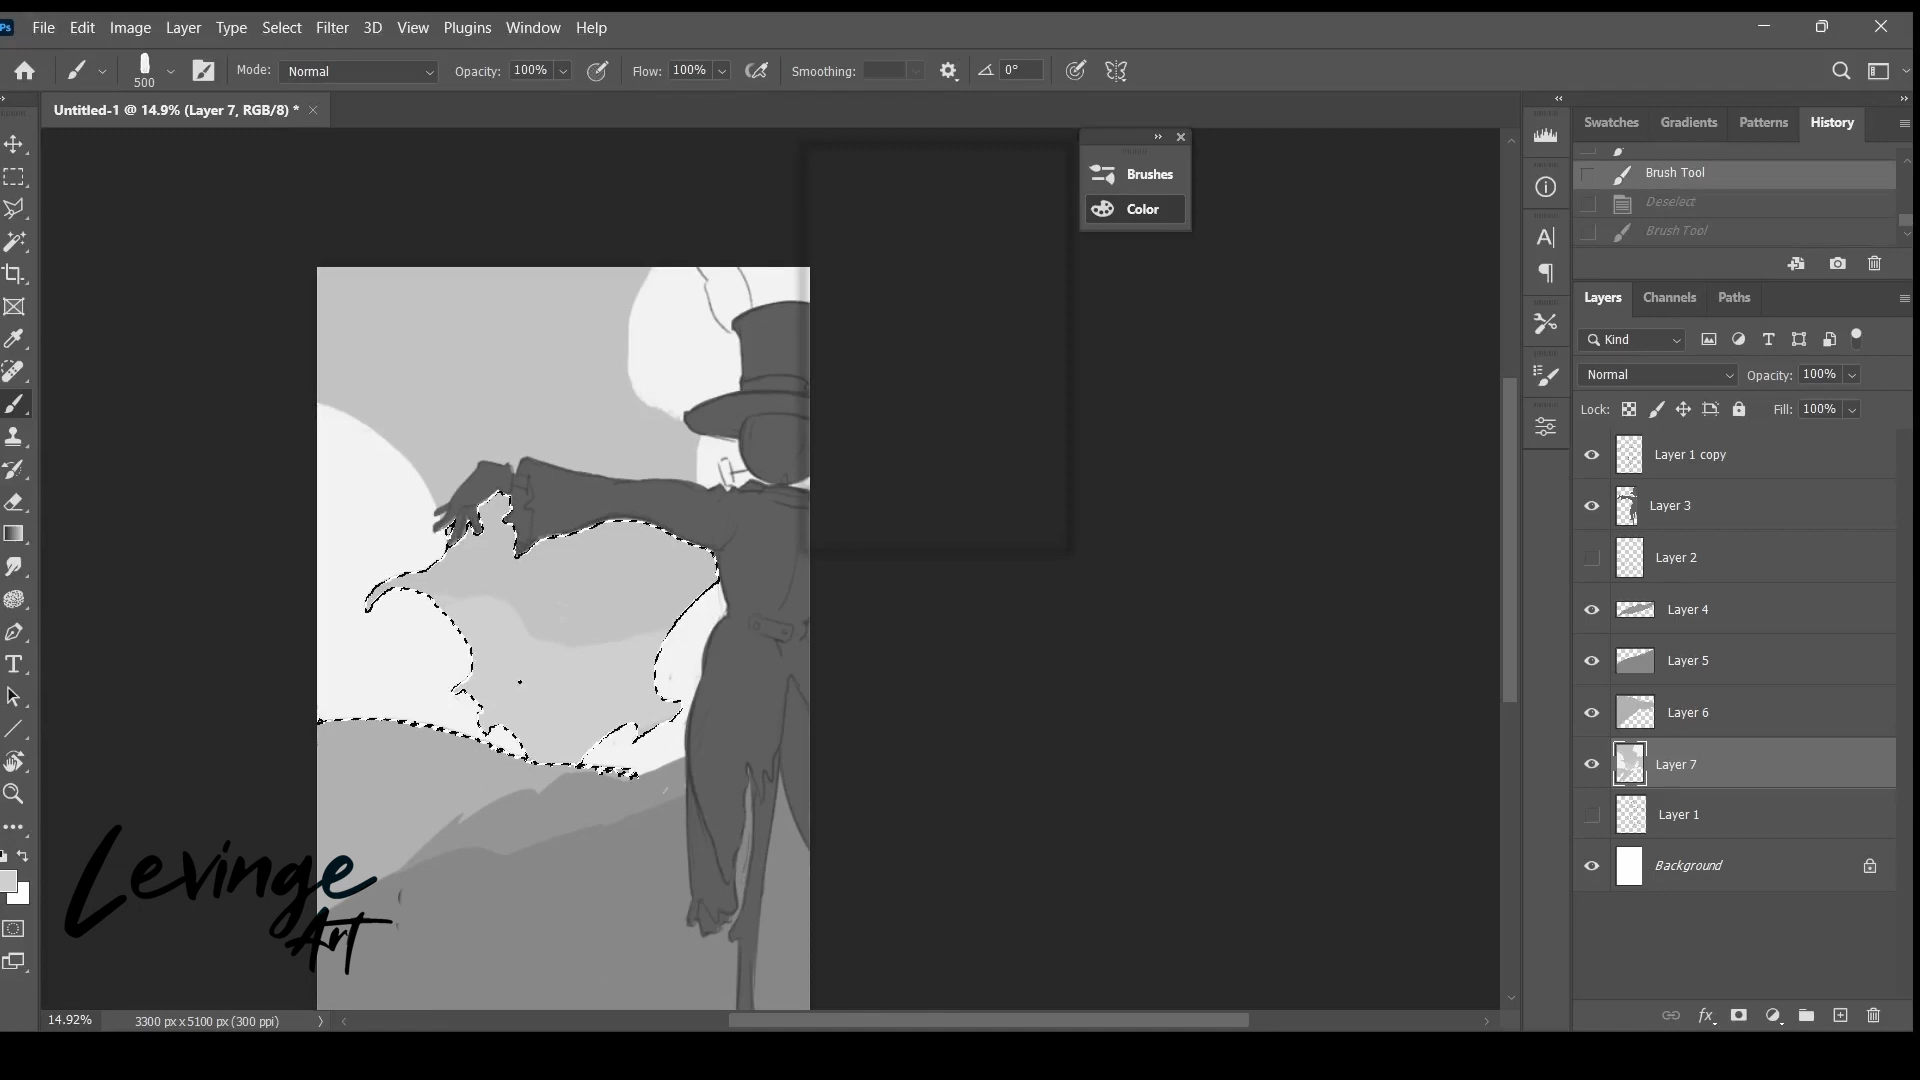 Ps File Edit Image Layer Type Select Filter 3D View Plugins Window Help
500 Mode: Normal Opacity: 100% Flow: 100% Smoothing: 0°
Untitled-1 @ 14.9% (Layer 7, RGB/8) * ×
Brushes
Color
Swatches Gradients Patterns History
Brush Tool
Deselect
Brush Tool
Layers Channels Paths
Kind
Normal Opacity: 100%
Lock: Fill: 100%
Layer 1 copy
Layer 3
Layer 2
Layer 4
Layer 5
Layer 6
Layer 7
Layer 1
Background
Levinge
Art
14.92% 3300 px x 5100 px (300 ppi)